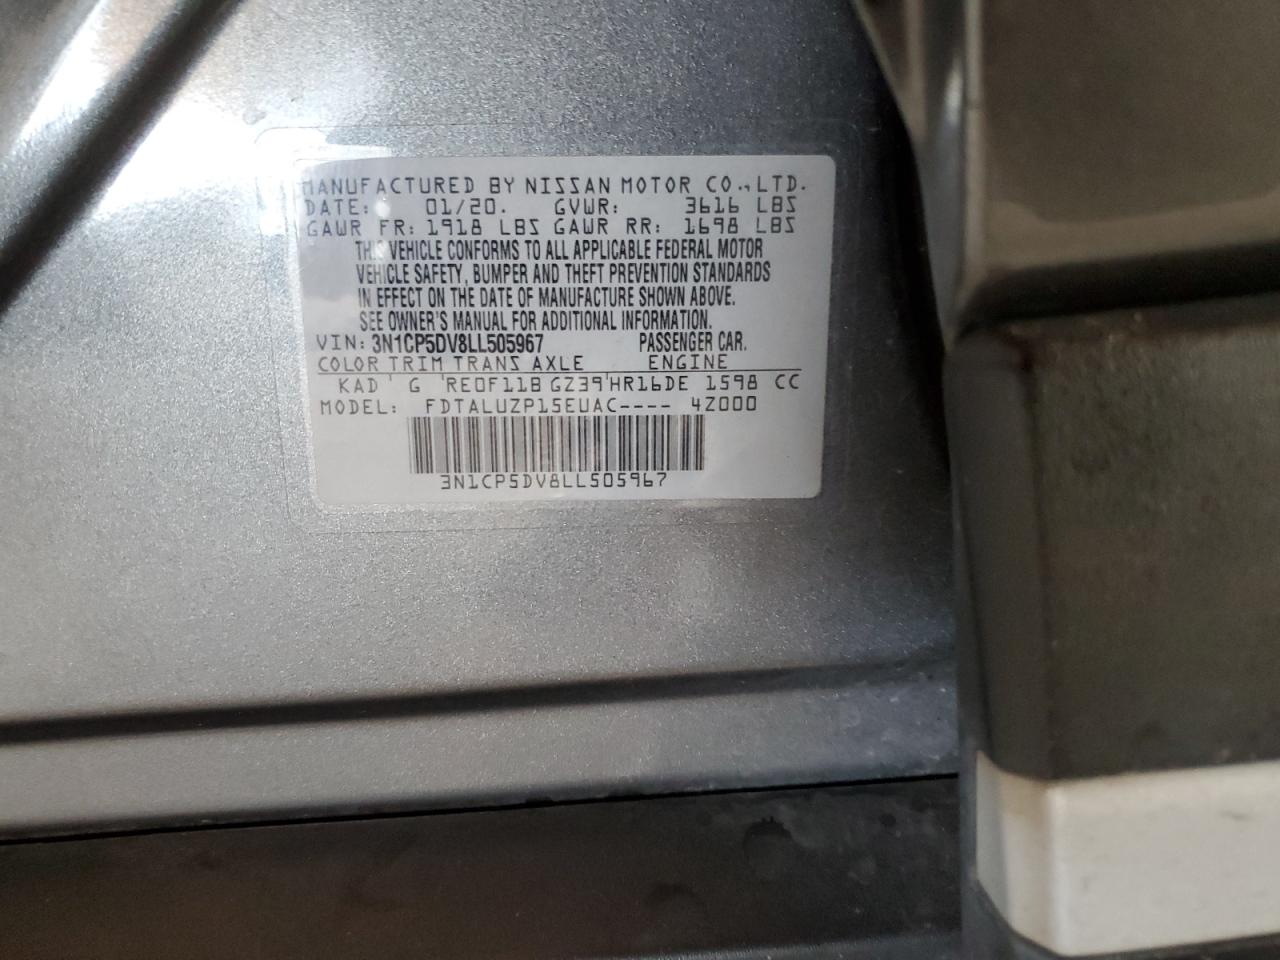 MANUFACTURED BY NISSAN MOTOR CO.,LTD.
DATE: 01/20. GVWR: 3616 LBS
GAWR FR: 1918 LBS GAWR RR: 1698 LBS
THIS VEHICLE CONFORMS TO ALL APPLICABLE FEDERAL MOTOR
VEHICLE SAFETY, BUMPER AND THEFT PREVENTION STANDARDS
IN EFFECT ON THE DATE OF MANUFACTURE SHOWN ABOVE.
SEE OWNER'S MANUAL FOR ADDITIONAL INFORMATION.
VIN: 3N1CP5DV8LL505967 PASSENGER CAR.
COLOR TRIM TRANS AXLE ENGINE
KAD G RE0F11B GZ39 HR16DE 1598 CC
MODEL: FDTALUZP15EUAC---- 4Z000
3N1CP5DV8LL505967